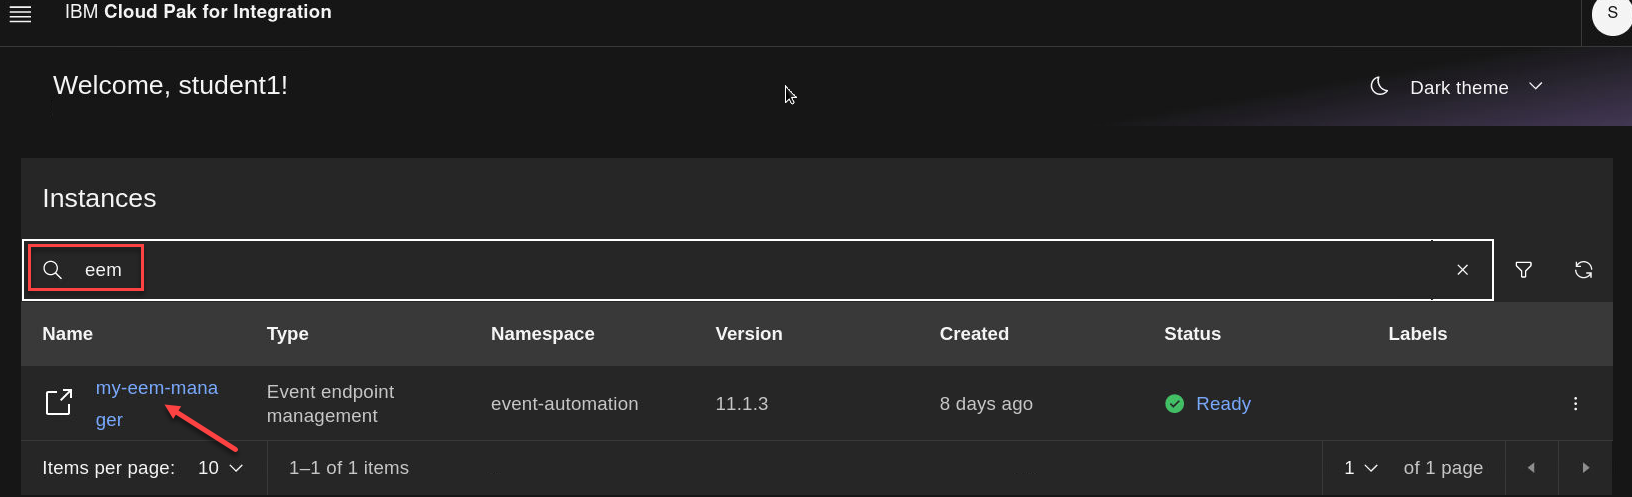 IBM Cloud Pak for Integration
S
Welcome, student1!
Dark theme
Instances
eem
Name Type Namespace Version Created Status Labels
my-eem-mana
ger
Event endpoint
management
event-automation
11.1.3
8 days ago
Ready
Items per page: 10
1–1 of 1 items
1
of 1 page